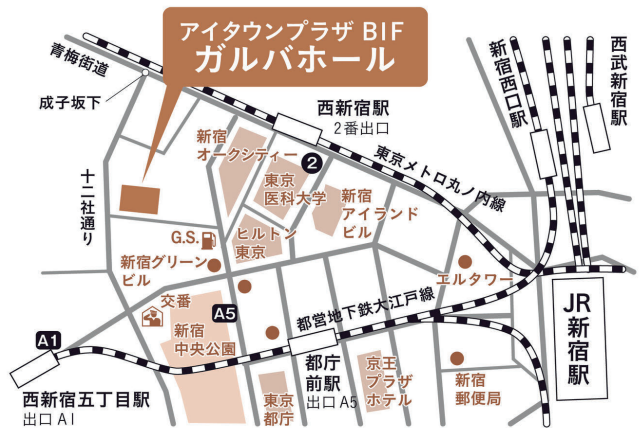 アイタウンプラザ BIF
ガルバホール
青梅街道
成子坂下
西新宿駅
2番出口
新宿西口駅
西武新宿駅
新宿
オークシティー
2
東京
医科大学
東京メトロ丸ノ内線
新宿
アイランド
ビル
十二社通り
G.S.
ヒルトン
東京
新宿グリーン
ビル
エルタワー
交番
A5
新宿
中央公園
都営地下鉄大江戸線
JR
新宿駅
A1
都庁
前駅
出口A5
京王
プラザ
ホテル
新宿
郵便局
西新宿五丁目駅
出口A1
東京
都庁